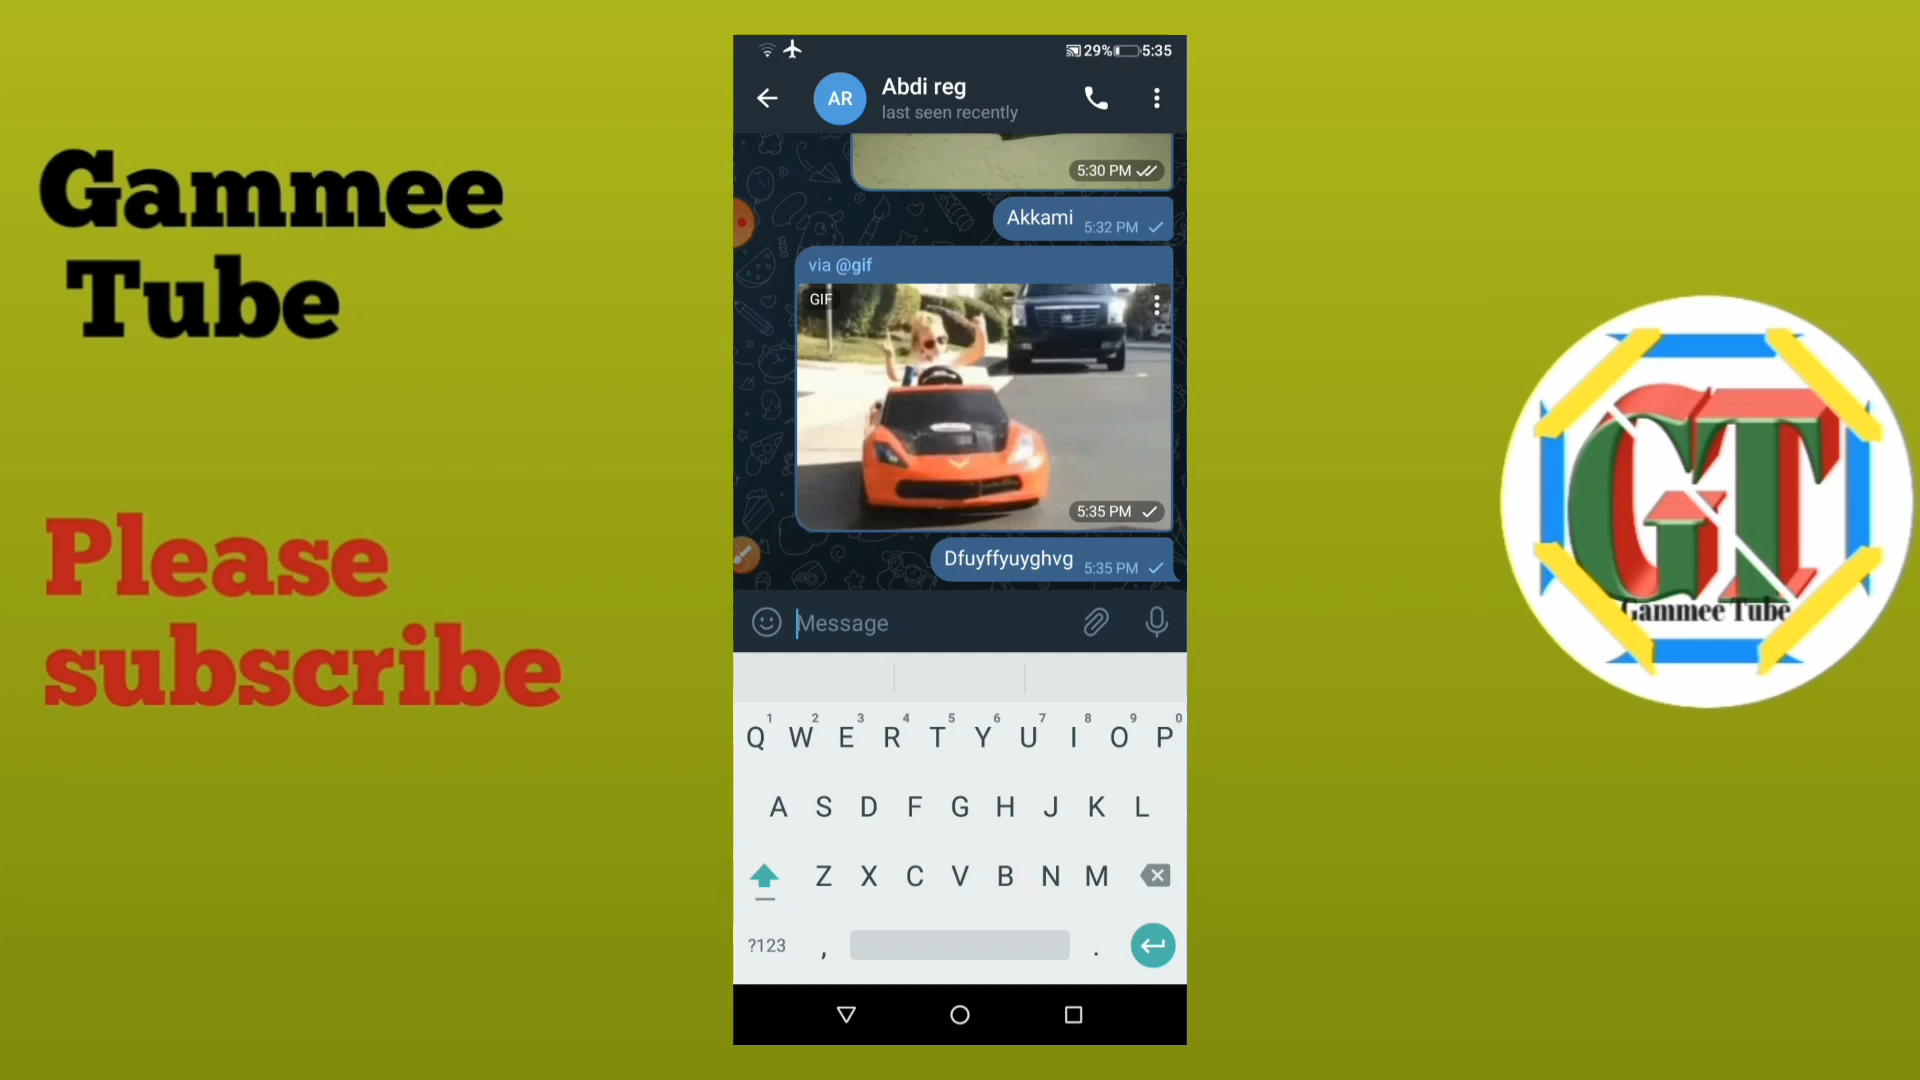 Gammee
Tube
Please
subscribe
29% 5:35
AR
Abdi reg
last seen recently
5:30 PM
Akkami 5:32 PM
via @gif
GIF
5:35 PM
Dfuyffyuyghvg 5:35 PM
Message
1 2 3 4 5 6 7 8 9 0
Q W E R T Y U I O P
A S D F G H J K L
Z X C V B N M
?123 , .
GT
Gammee Tube